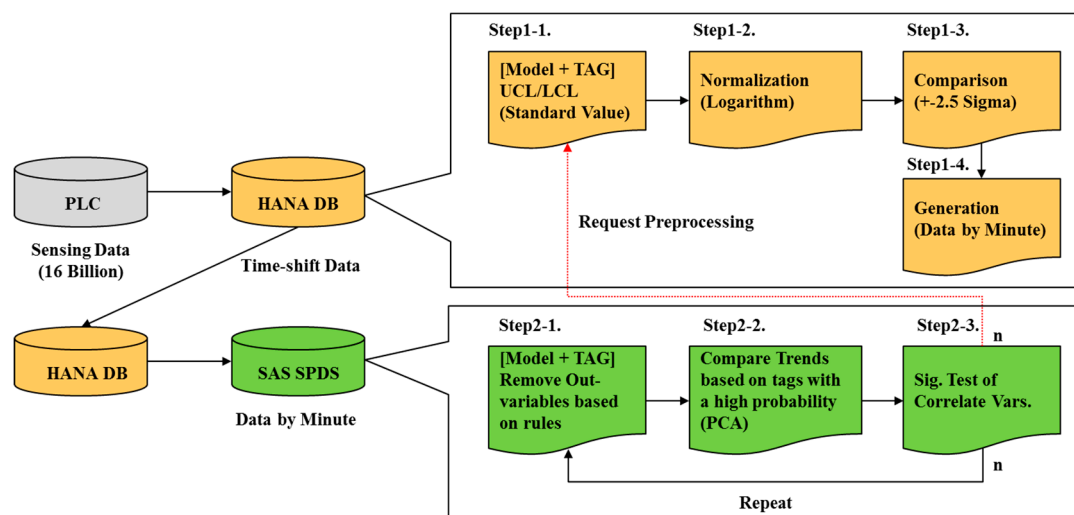 Step1-1.
Step1-2.
Step1-3.
[Model + TAG]
UCL/LCL
(Standard Value)
Normalization
(Logarithm)
Comparison
(+-2.5 Sigma)
Step1-4.
Generation
(Data by Minute)
PLC
HANA DB
Sensing Data
(16 Billion)
Time-shift Data
Request Preprocessing
HANA DB
SAS SPDS
Data by Minute
Step2-1.
Step2-2.
Step2-3.
n
[Model + TAG]
Remove Out-
variables based
on rules
Compare Trends
based on tags with
a high probability
(PCA)
Sig. Test of
Correlate Vars.
n
Repeat